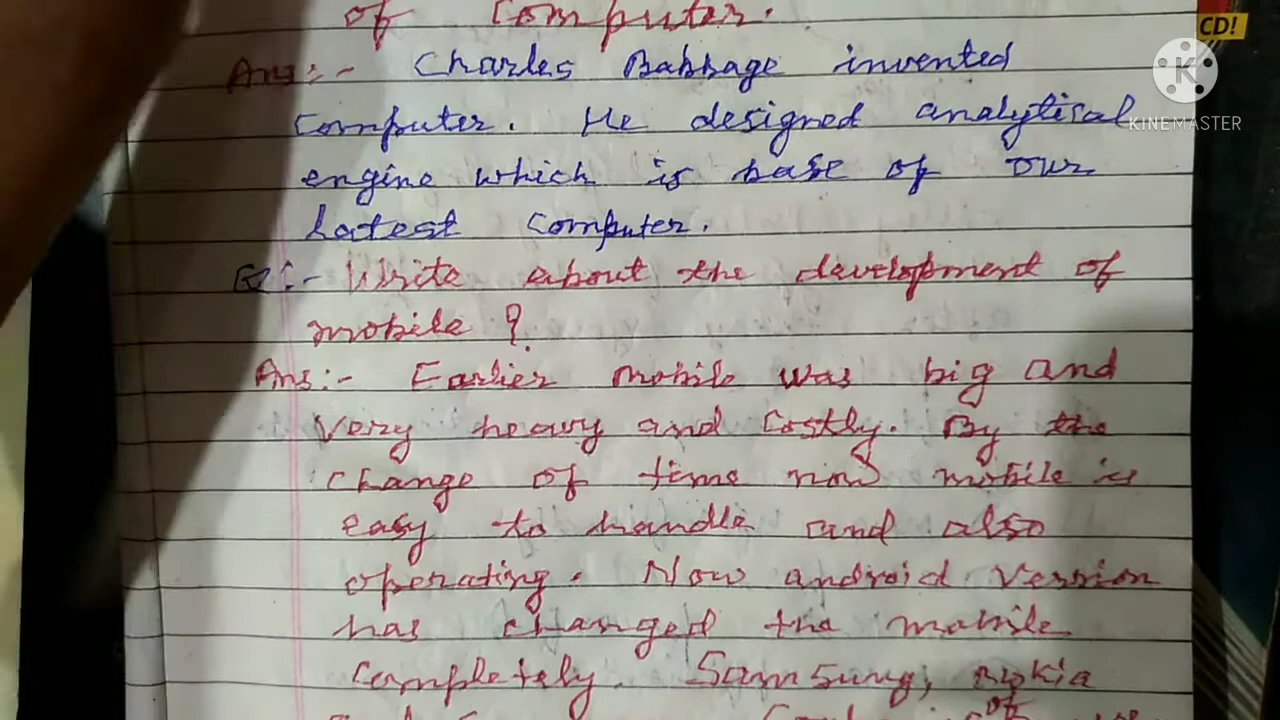 of Computer.
CD!
Ans:- Charles Babbage invented
KINEMASTER
Computer. He designed analytical
engine which is base of our
Latest Computer.
Q:- Write about the development of
mobile ?
Ans:- Earlier mobile was big and
very heavy and costly. By the
change of time now mobile is
easy to handle and also
operating. Now android version
has changed the mobile
completely. Samsung, nokia
of